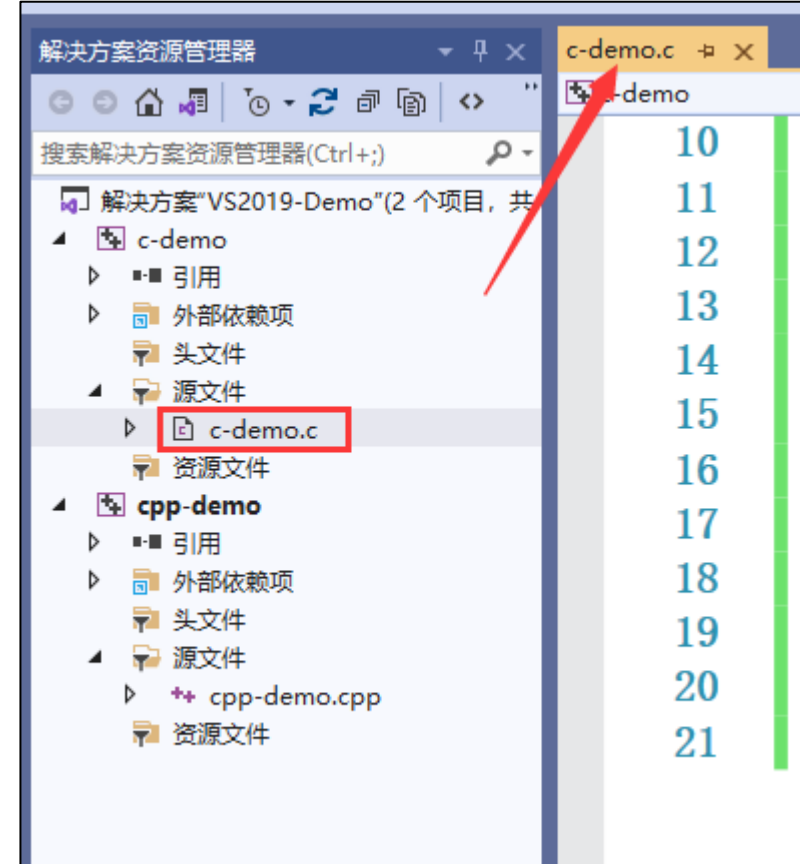 解决方案资源管理器
搜索解决方案资源管理器(Ctrl+;)
解决方案"VS2019-Demo"(2 个项目，共
c-demo
引用
外部依赖项
头文件
源文件
c-demo.c
资源文件
cpp-demo
引用
外部依赖项
头文件
源文件
cpp-demo.cpp
资源文件
c-demo.c
-demo
10
11
12
13
14
15
16
17
18
19
20
21